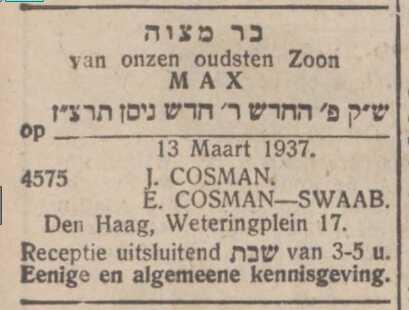 בר מצוה
van onzen oudsten Zoon
MAX
ש״ק פ׳ החדש ר׳ חדש ניסן תרצ״ז
op
13 Maart 1937.
4575 J. COSMAN.
E. COSMAN—SWAAB.
Den Haag, Weteringplein 17.
Receptie uitsluitend שבת van 3-5 u.
Eenige en algemeene kennisgeving.